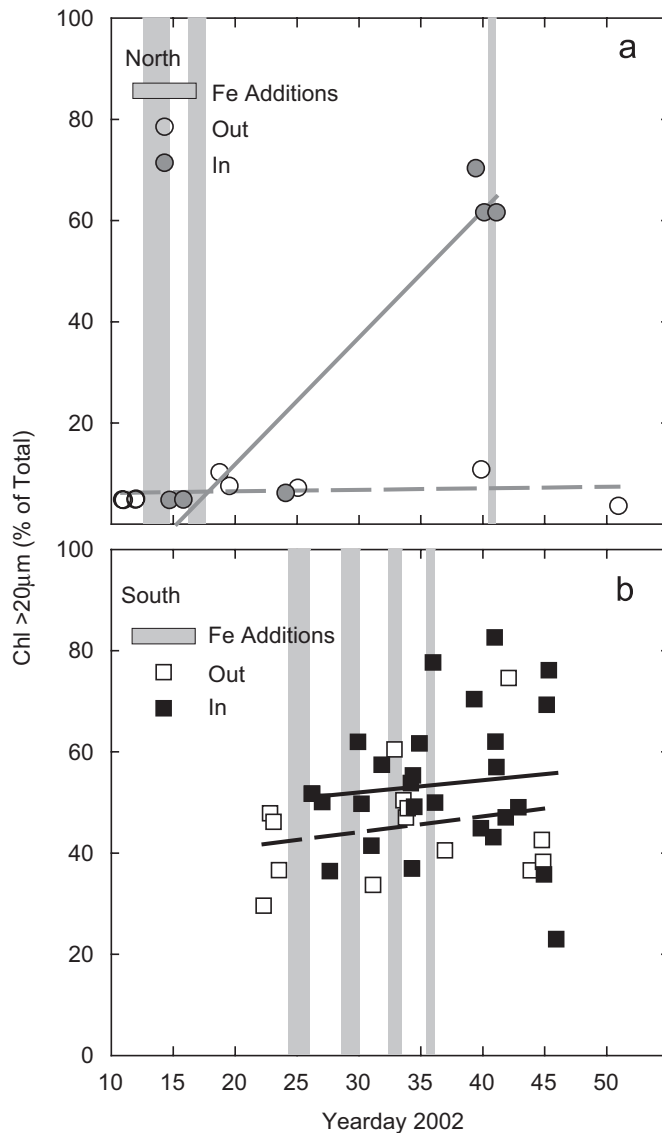 100
a
North
Fe Additions
Out
In
80
60
40
20
Chl >20µm (% of Total)
100
b
South
Fe Additions
Out
In
80
60
40
20
0
10 15 20 25 30 35 40 45 50
Yearday 2002